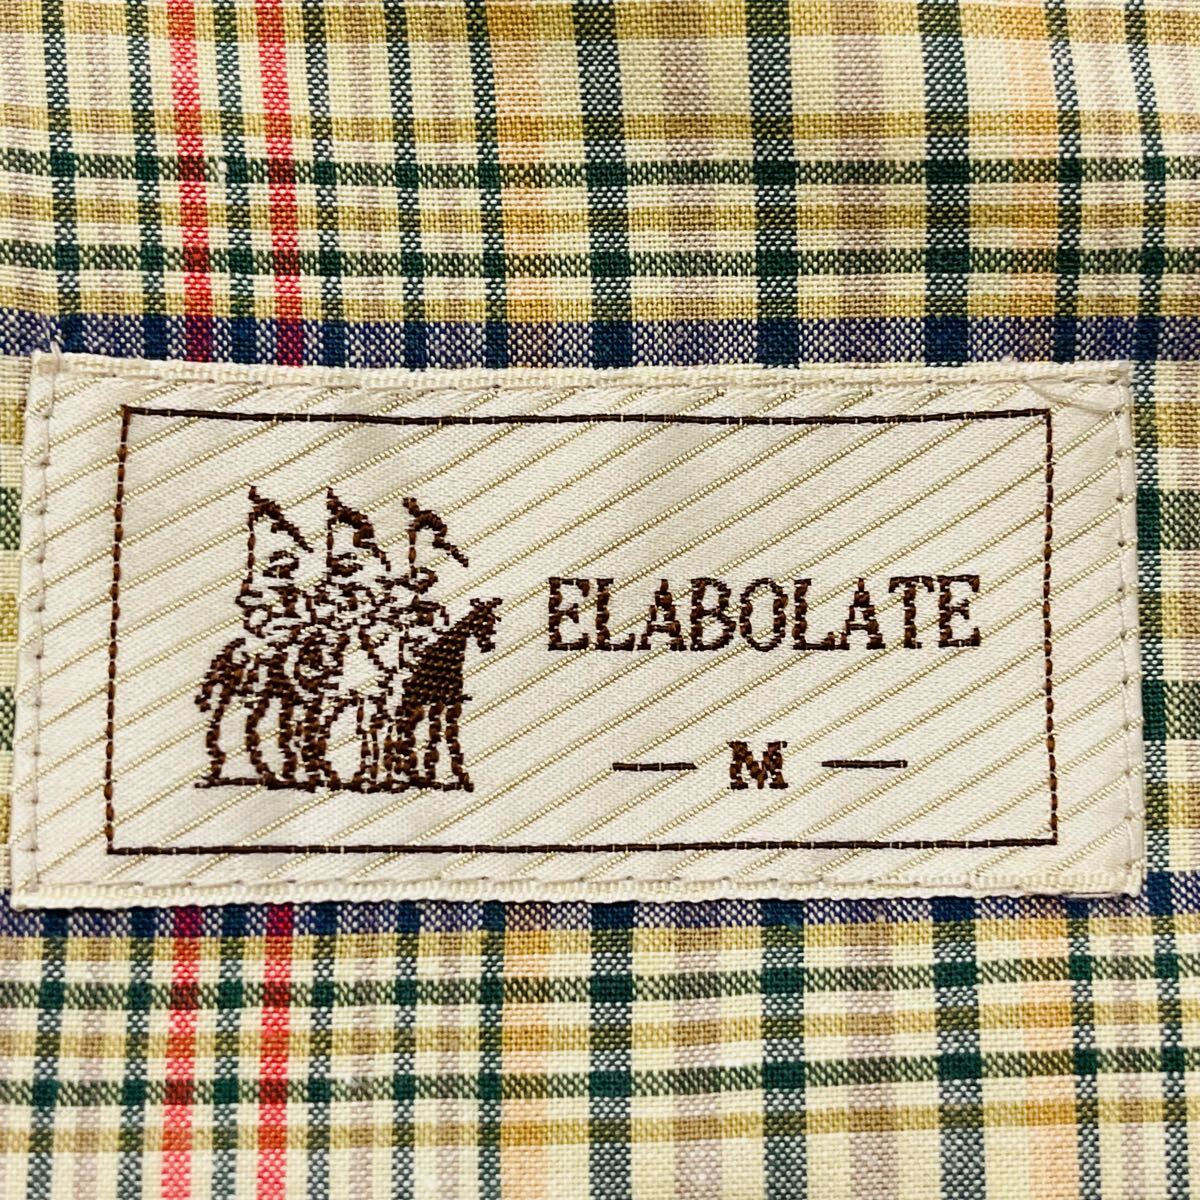 ELABOLATE
— M —